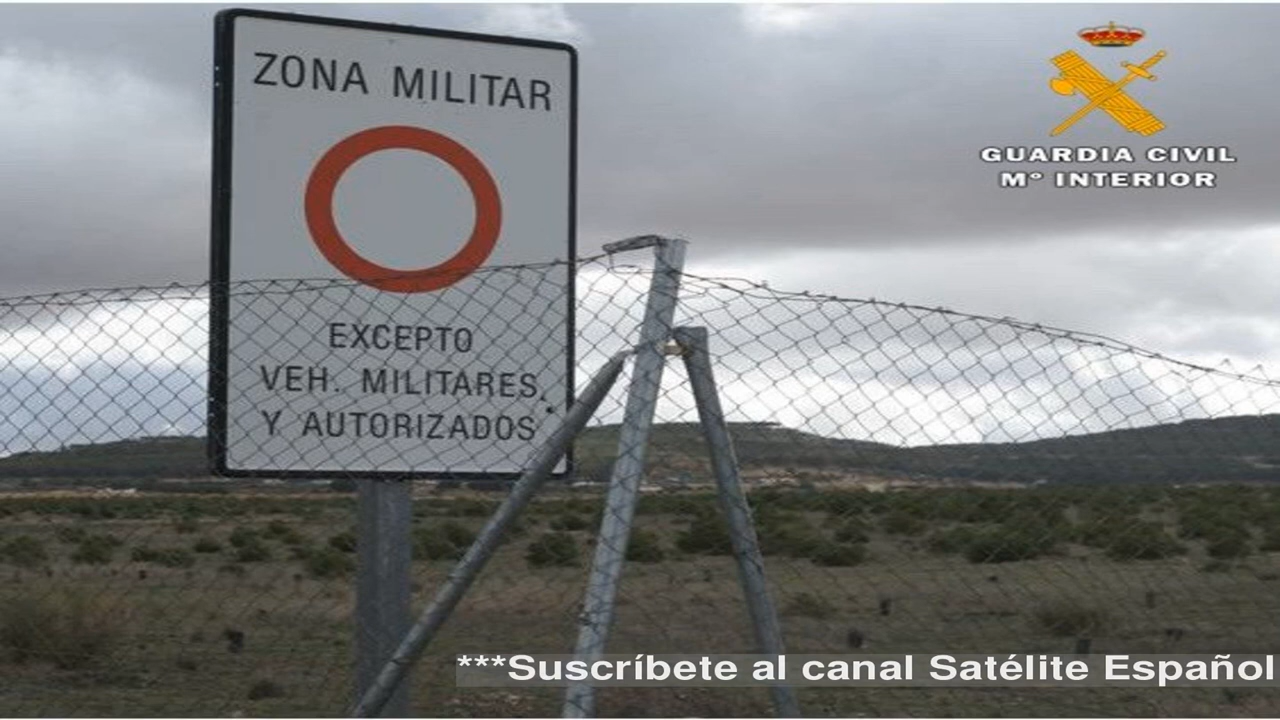 ZONA MILITAR
EXCEPTO
VEH. MILITARES
Y AUTORIZADOS
GUARDIA CIVIL
Mº INTERIOR
***Suscríbete al canal Satélite Español